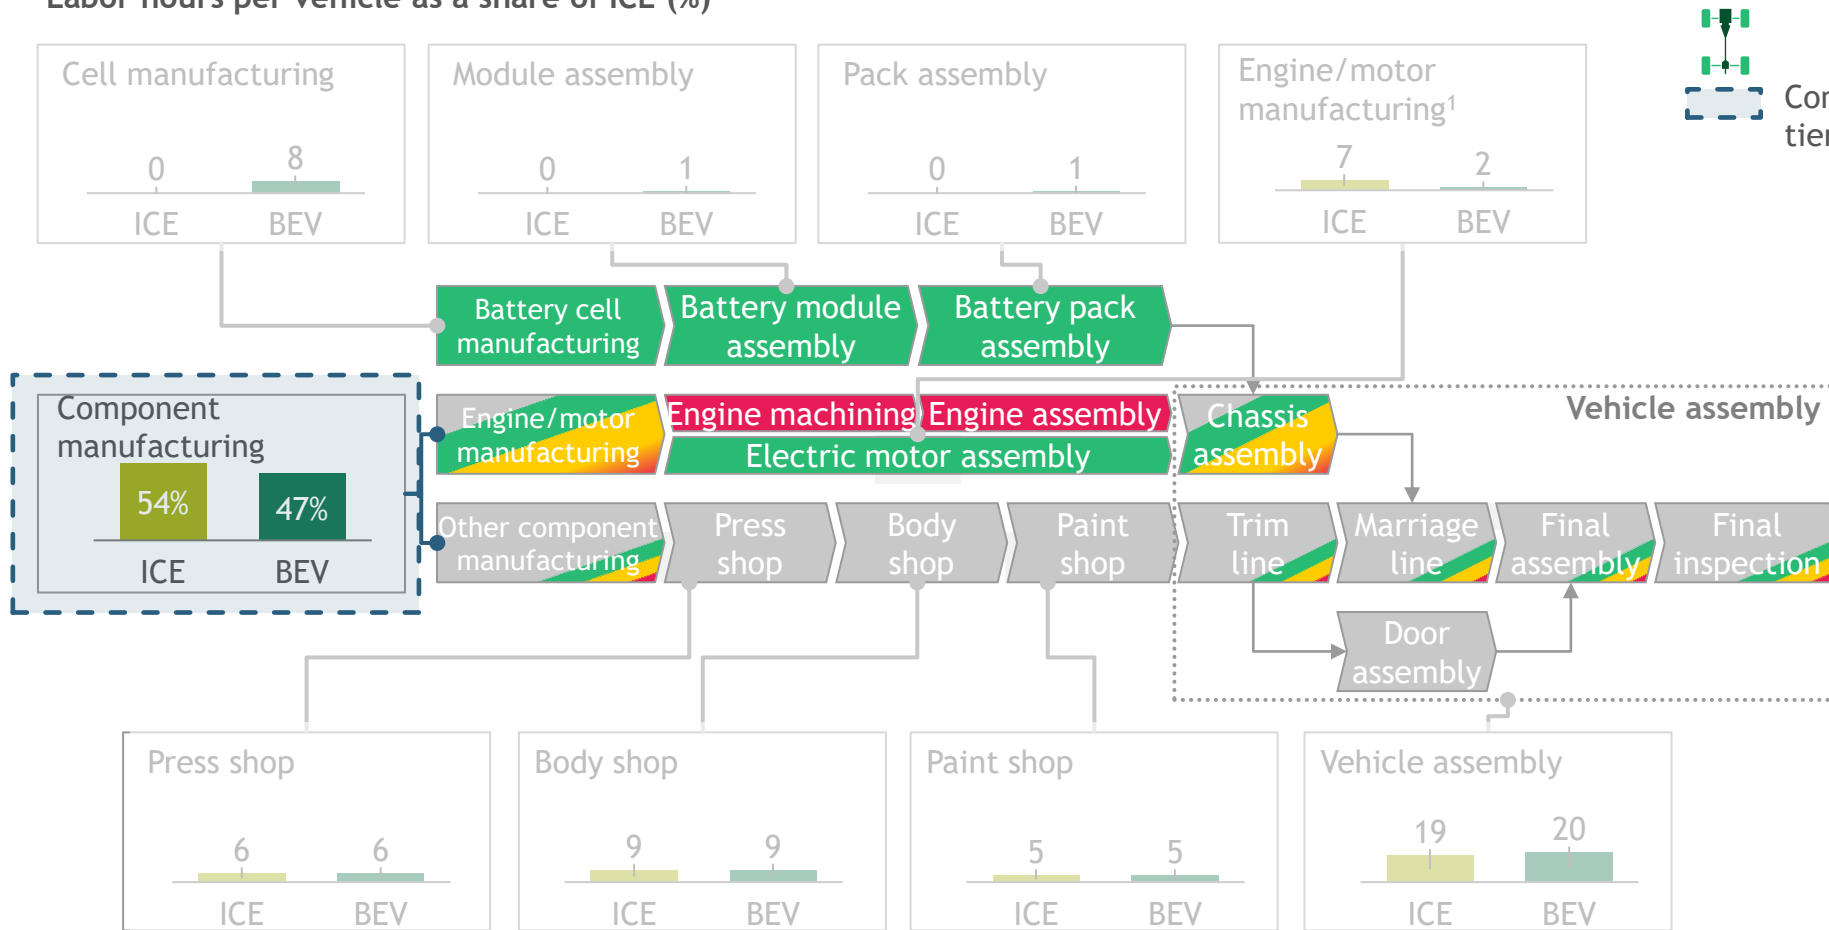 Labor hours per vehicle as a share of ICE (%)
Cell manufacturing
0
8
ICE
BEV
Module assembly
0
1
ICE
BEV
Pack assembly
0
1
ICE
BEV
Engine/motor
manufacturing¹
7
2
ICE
BEV
Battery cell
manufacturing
Battery module
assembly
Battery pack
assembly
Component
manufacturing
54%
47%
ICE
BEV
Engine/motor
manufacturing
Engine machining
Engine assembly
Electric motor assembly
Chassis
assembly
Vehicle assembly
Other component
manufacturing
Press
shop
Body
shop
Paint
shop
Trim
line
Marriage
line
Final
assembly
Final
inspection
Door
assembly
Press shop
6
6
ICE
BEV
Body shop
9
9
ICE
BEV
Paint shop
5
5
ICE
BEV
Vehicle assembly
19
20
ICE
BEV